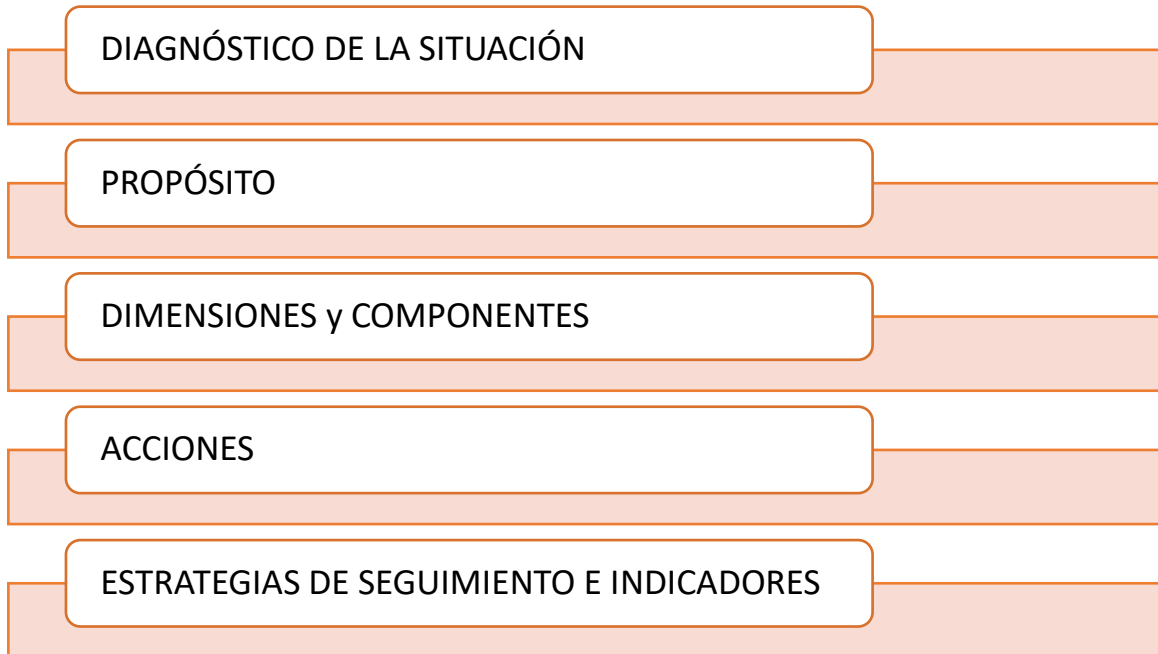 DIAGNÓSTICO DE LA SITUACIÓN
PROPÓSITO
DIMENSIONES y COMPONENTES
ACCIONES
ESTRATEGIAS DE SEGUIMIENTO E INDICADORES